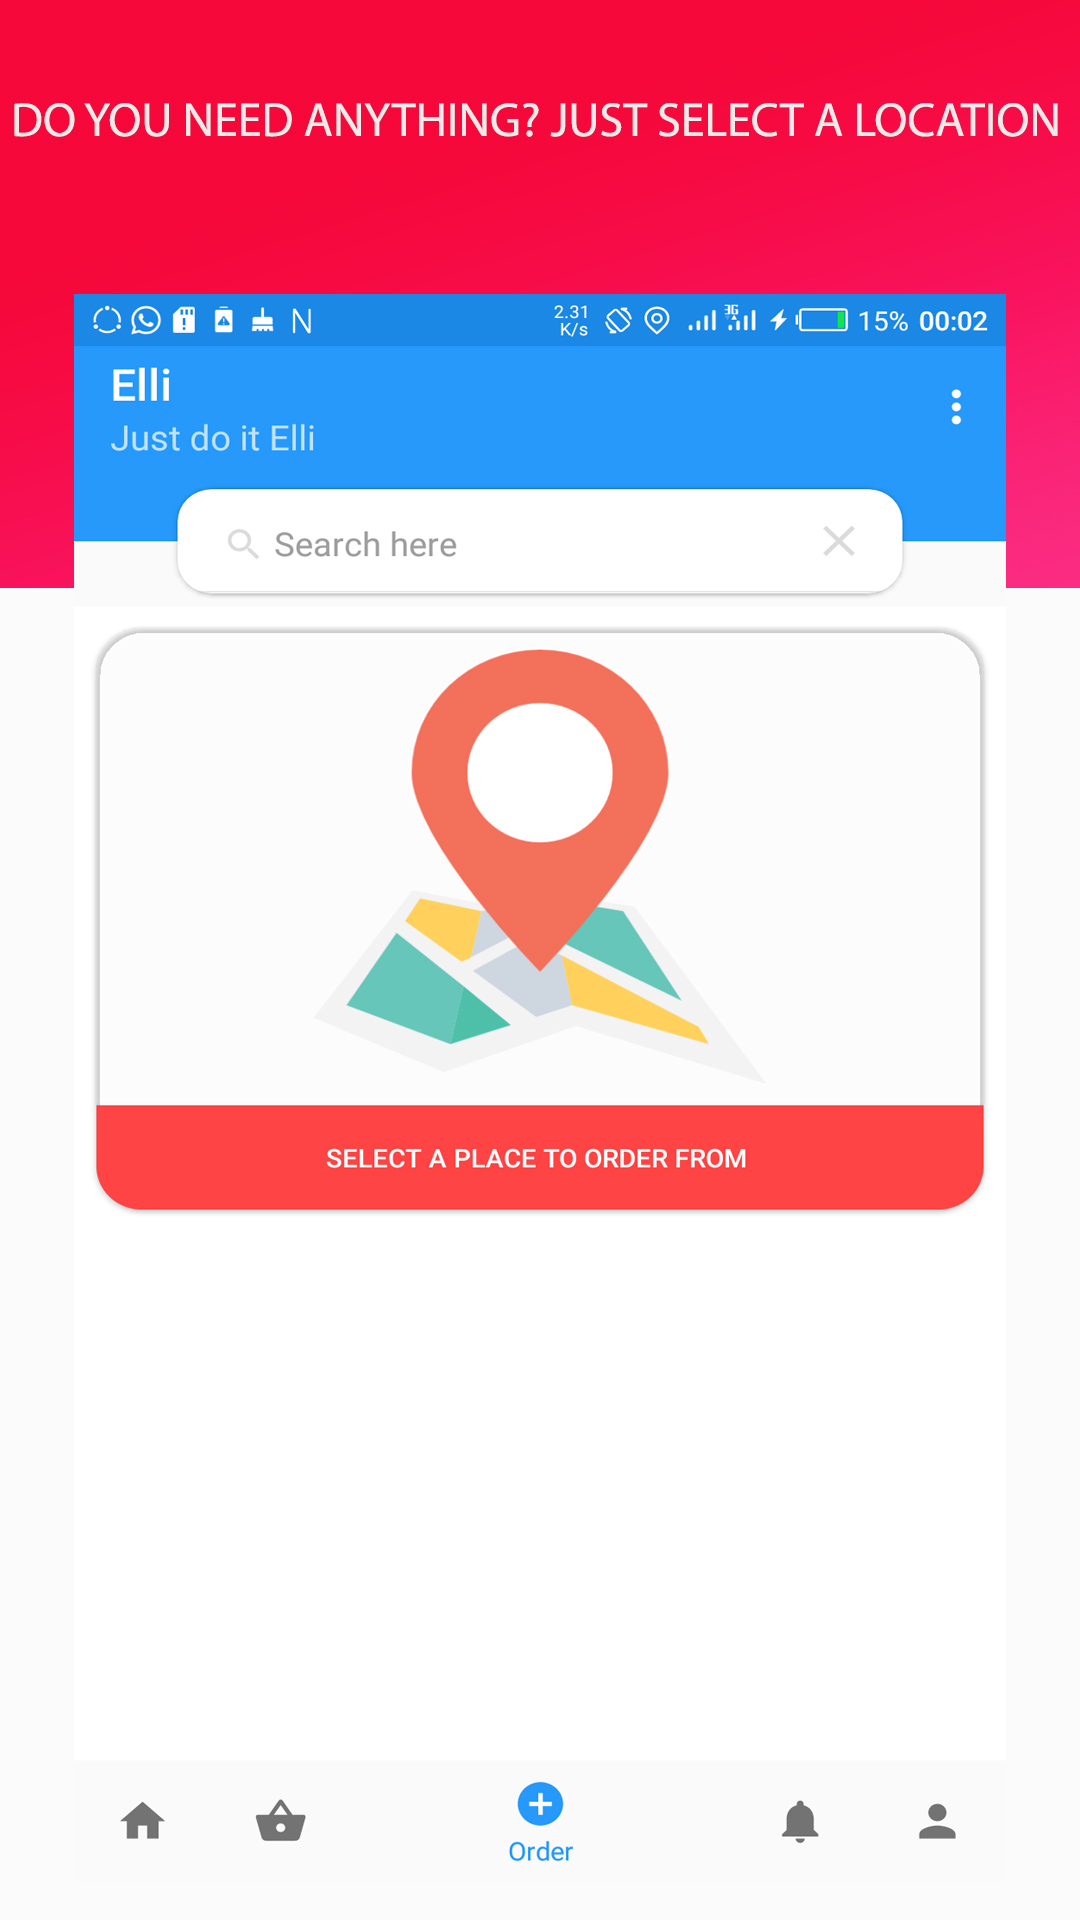 DO YOU NEED ANYTHING? JUST SELECT A LOCATION
2.31 K/s 3G 15% 00:02
Elli
Just do it Elli
Search here
SELECT A PLACE TO ORDER FROM
Order